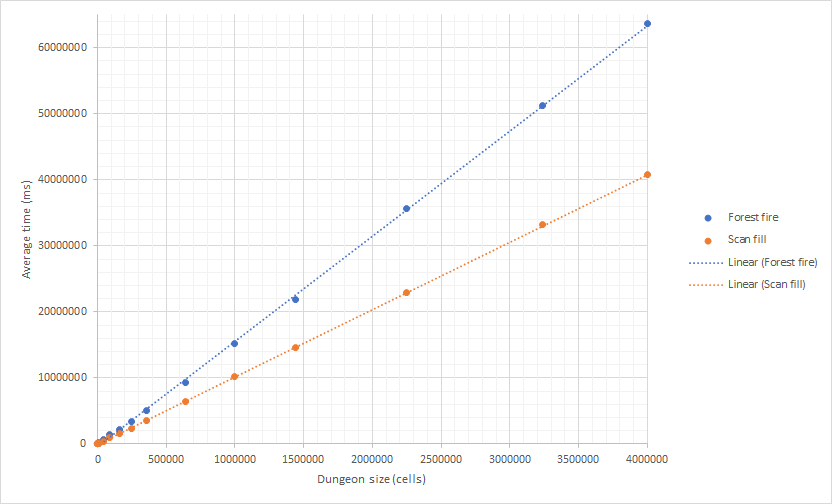 60000000
50000000
40000000
30000000
20000000
10000000
0
Average time (ms)
0 500000 1000000 1500000 2000000 2500000 3000000 3500000 4000000
Dungeon size (cells)
Forest fire
Scan fill
Linear (Forest fire)
Linear (Scan fill)